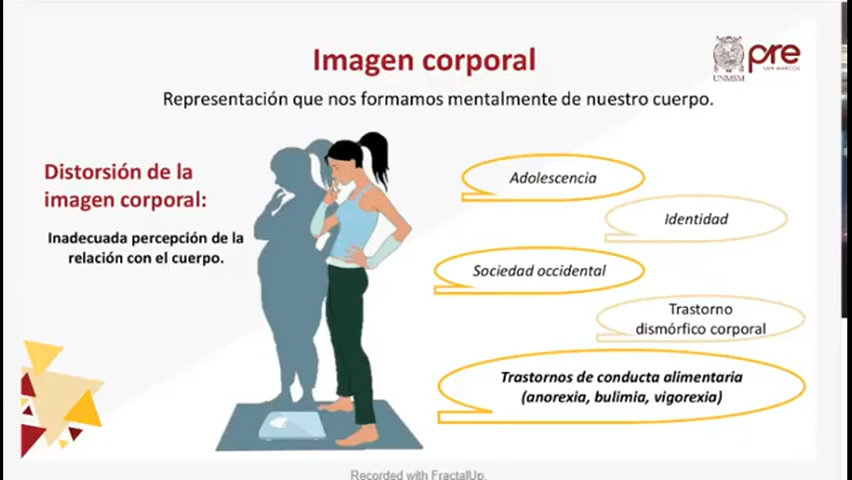 Imagen corporal
UNMSM
pre
SAN MARCOS
Representación que nos formamos mentalmente de nuestro cuerpo.
Distorsión de la
imagen corporal:
Inadecuada percepción de la
relación con el cuerpo.
Adolescencia
Identidad
Sociedad occidental
Trastorno
dismórfico corporal
Trastornos de conducta alimentaria
(anorexia, bulimia, vigorexia)
Recorded with FractalUp.